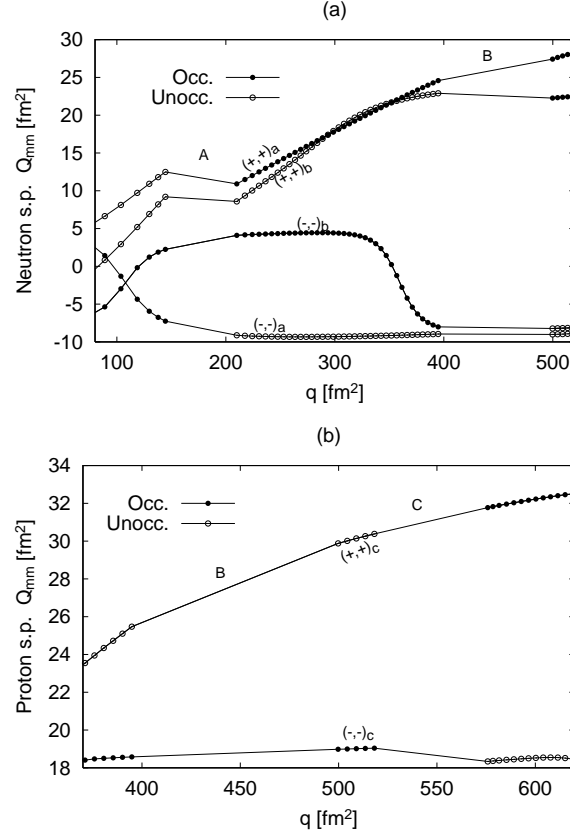 (a)
Neutron s.p. Q_mm [fm²]
30
25
20
15
10
5
0
-5
-10
Occ.
Unocc.
A
B
(+,+)a
(+,+)b
(-,-)b
(-,-)a
100
200
300
400
500
q [fm²]
(b)
Proton s.p. Q_mm [fm²]
34
32
30
28
26
24
22
20
18
Occ.
Unocc.
B
C
(+,+)c
(-,-)c
400
450
500
550
600
q [fm²]